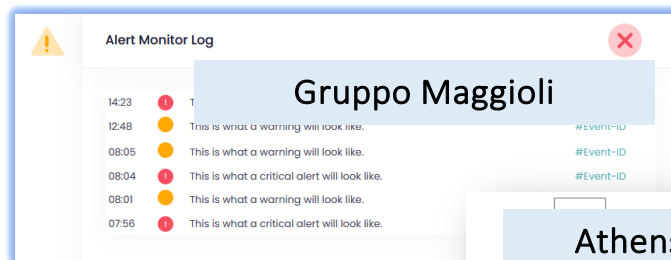 Alert Monitor Log
Gruppo Maggioli
14:23
12:48 This is what a warning will look like. #Event-ID
08:05 This is what a warning will look like. #Event-ID
08:04 This is what a critical alert will look like. #Event-ID
08:01 This is what a warning will look like.
07:56 This is what a critical alert will look like.